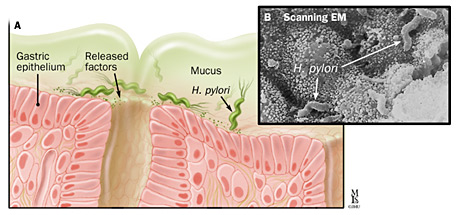 A
Gastric
epithelium
Released
factors
Mucus
H. pylori
B Scanning EM
H. pylori